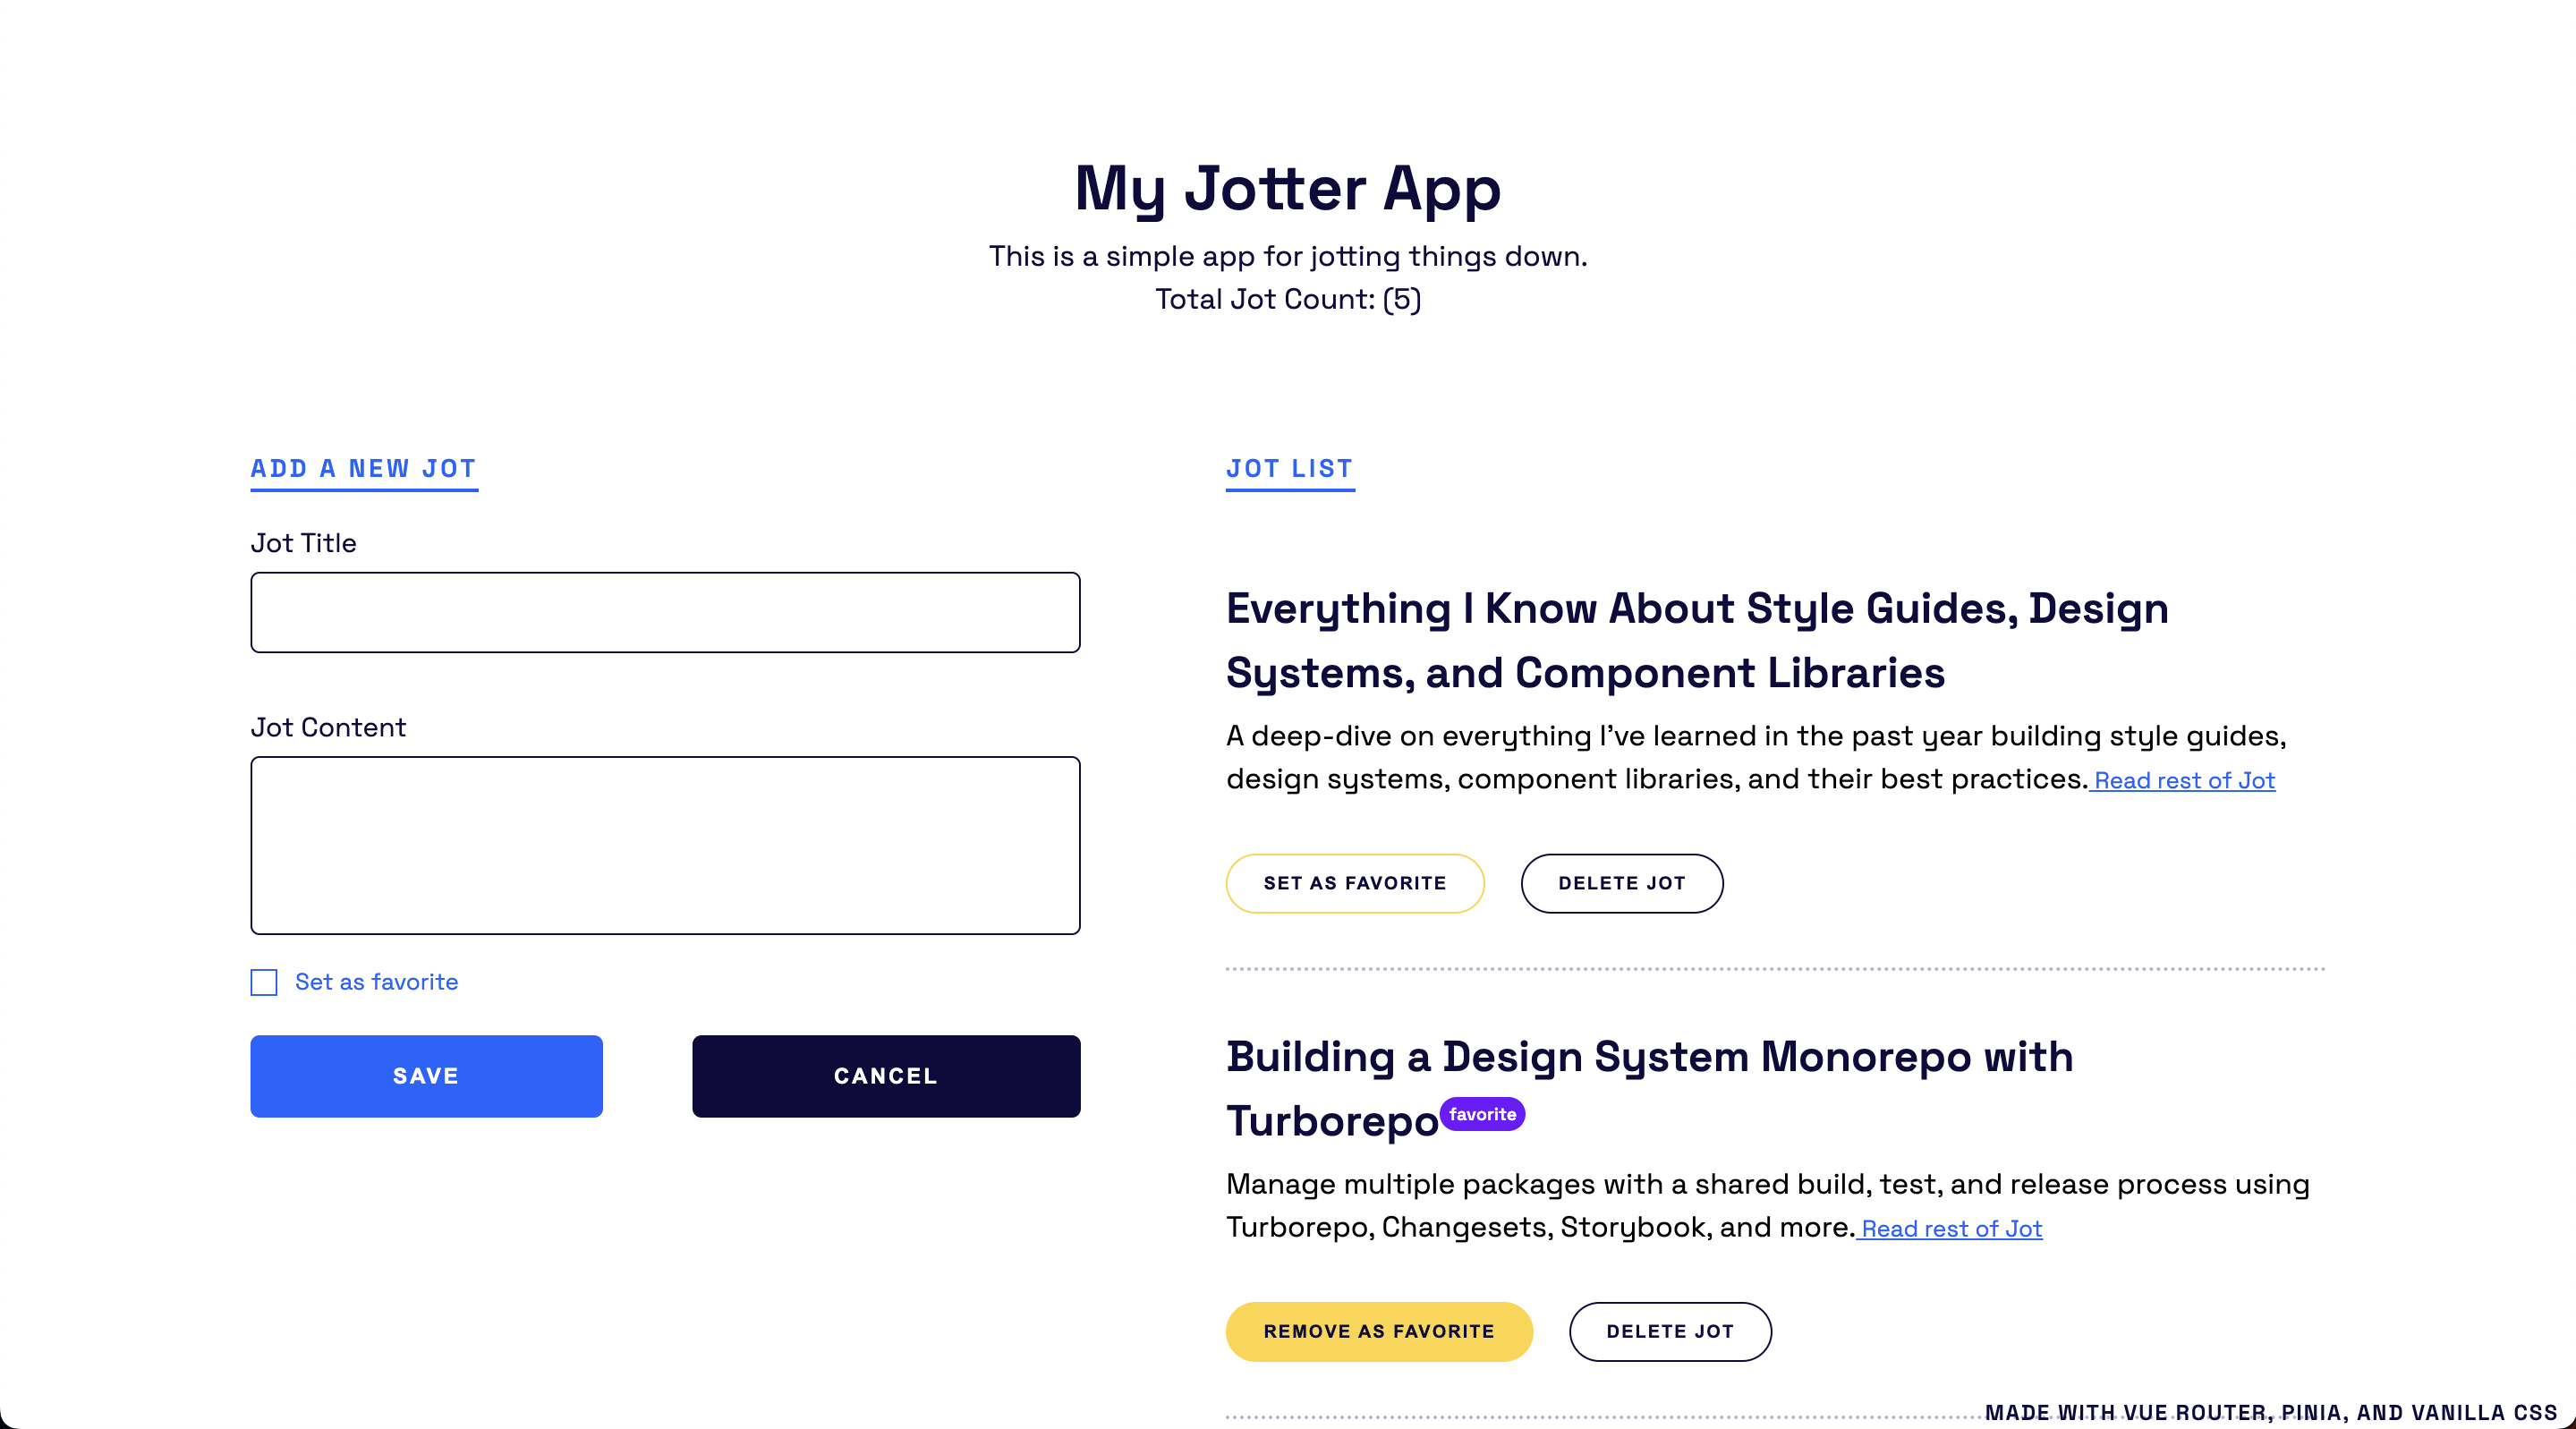 My Jotter App
This is a simple app for jotting things down.
Total Jot Count: (5)
ADD A NEW JOT
Jot Title
Jot Content
Set as favorite
SAVE
CANCEL
JOT LIST
Everything I Know About Style Guides, Design
Systems, and Component Libraries
A deep-dive on everything I've learned in the past year building style guides,
design systems, component libraries, and their best practices. Read rest of Jot
SET AS FAVORITE
DELETE JOT
Building a Design System Monorepo with
Turborepo favorite
Manage multiple packages with a shared build, test, and release process using
Turborepo, Changesets, Storybook, and more. Read rest of Jot
REMOVE AS FAVORITE
DELETE JOT
MADE WITH VUE ROUTER, PINIA, AND VANILLA CSS